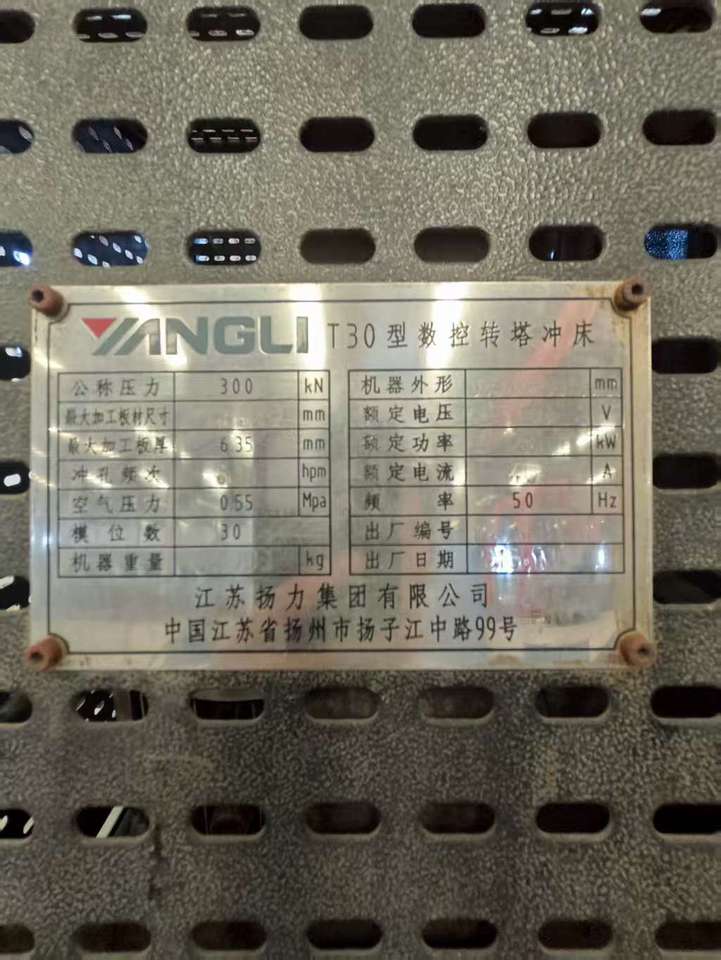 YANGLI T30型数控转塔冲床
公称压力 300 kN 机器外形 mm
最大加工板材尺寸 mm 额定电压 V
最大加工板厚 6.35 mm 额定功率 kW
冲孔频次 hpm 额定电流 A
空气压力 0.55 Mpa 频率 50 Hz
模位数 30 出厂编号
机器重量 kg 出厂日期
江苏扬力集团有限公司
中国江苏省扬州市扬子江中路99号